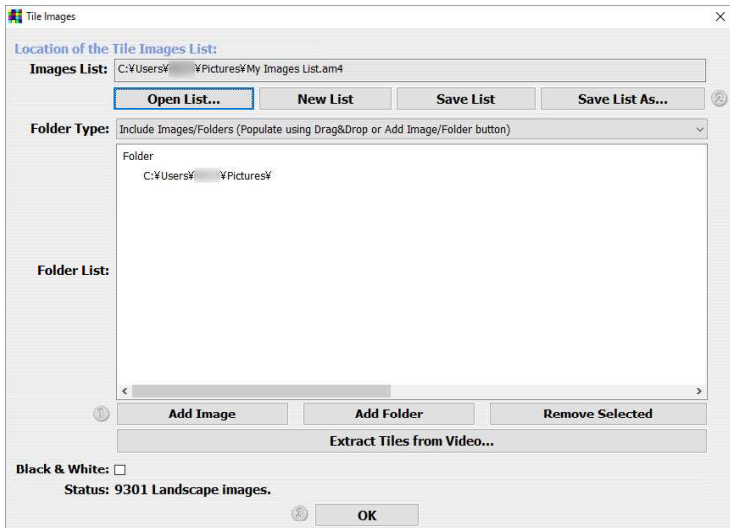 Tile Images
Location of the Tile Images List:
Images List: C:¥Users¥ ¥Pictures¥My Images List.am4
Open List... New List Save List Save List As... ②
Folder Type: Include Images/Folders (Populate using Drag&Drop or Add Image/Folder button)
Folder
C:¥Users¥ ¥Pictures¥
Folder List:
① Add Image Add Folder Remove Selected
Extract Tiles from Video...
Black & White:
Status: 9301 Landscape images.
OK